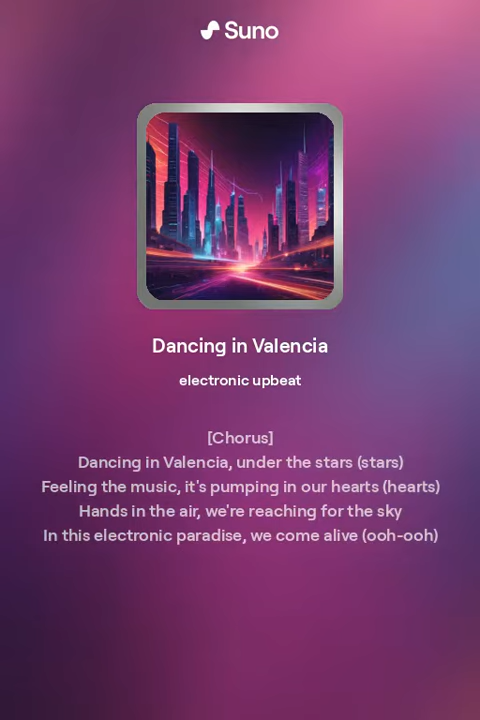 Suno
Dancing in Valencia
electronic upbeat
[Chorus]
Dancing in Valencia, under the stars (stars)
Feeling the music, it's pumping in our hearts (hearts)
Hands in the air, we're reaching for the sky
In this electronic paradise, we come alive (ooh-ooh)